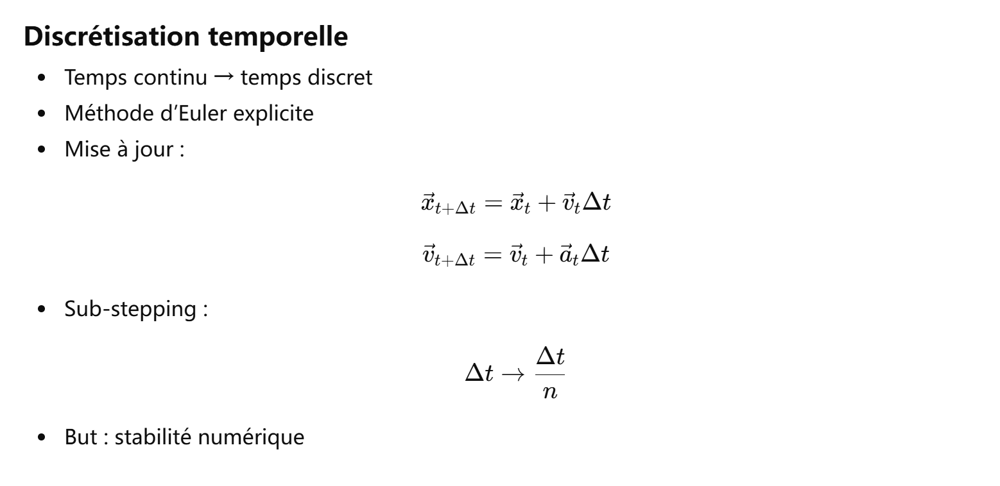 Discrétisation temporelle
• Temps continu → temps discret
• Méthode d’Euler explicite
• Mise à jour :
$\vec{x}_{t+\Delta t} = \vec{x}_t + \vec{v}_t \Delta t$
$\vec{v}_{t+\Delta t} = \vec{v}_t + \vec{a}_t \Delta t$
• Sub-stepping :
$\Delta t \rightarrow \frac{\Delta t}{n}$
• But : stabilité numérique